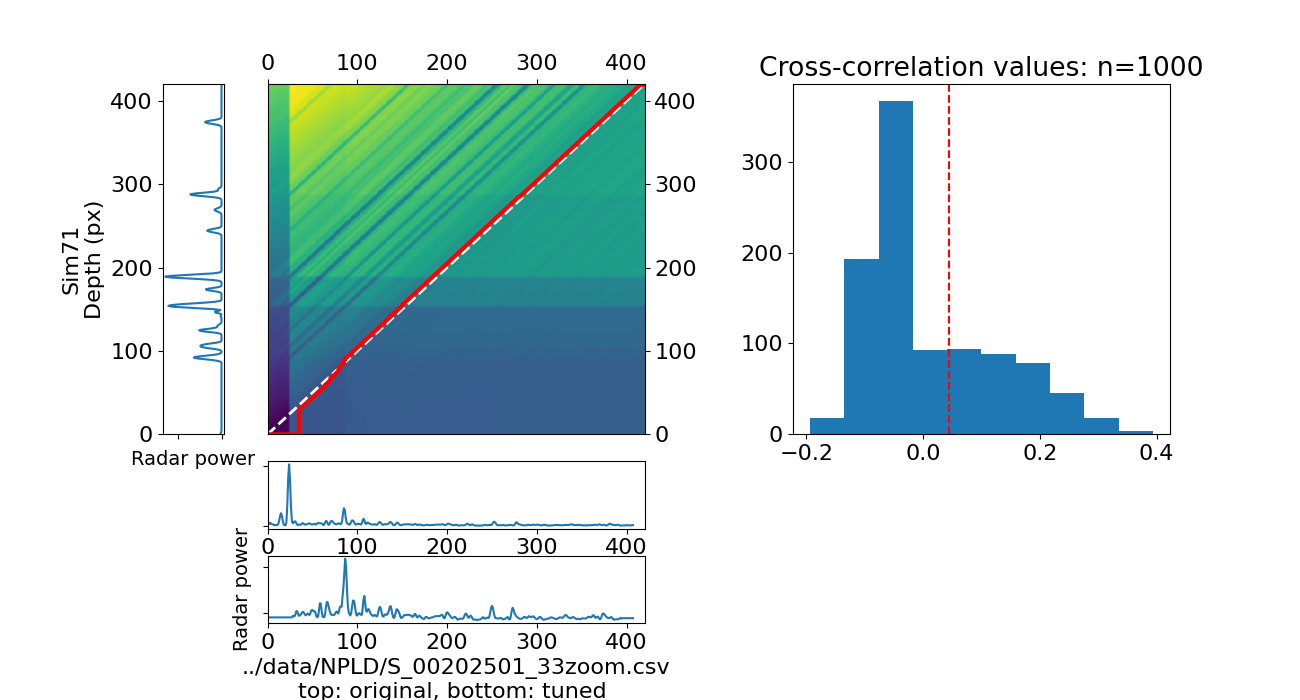 0 100 200 300 400
Cross-correlation values: n=1000
400
300
200
100
0
Sim71
Depth (px)
Radar power
400
300
200
100
0
300
200
100
0
−0.2 0.0 0.2 0.4
0 100 200 300 400
Radar power
0 100 200 300 400
../data/NPLD/S_00202501_33zoom.csv
top: original, bottom: tuned